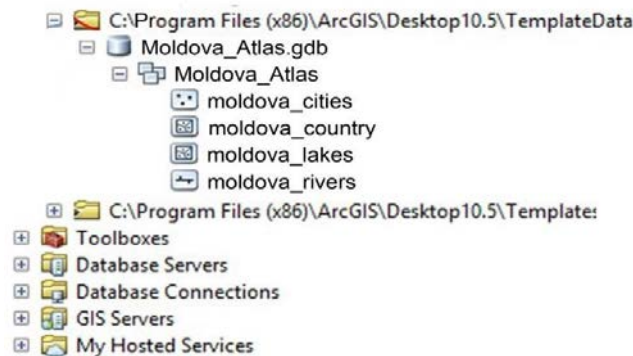 C:\Program Files (x86)\ArcGIS\Desktop10.5\TemplateData
Moldova_Atlas.gdb
Moldova_Atlas
moldova_cities
moldova_country
moldova_lakes
moldova_rivers
C:\Program Files (x86)\ArcGIS\Desktop10.5\Templates
Toolboxes
Database Servers
Database Connections
GIS Servers
My Hosted Services